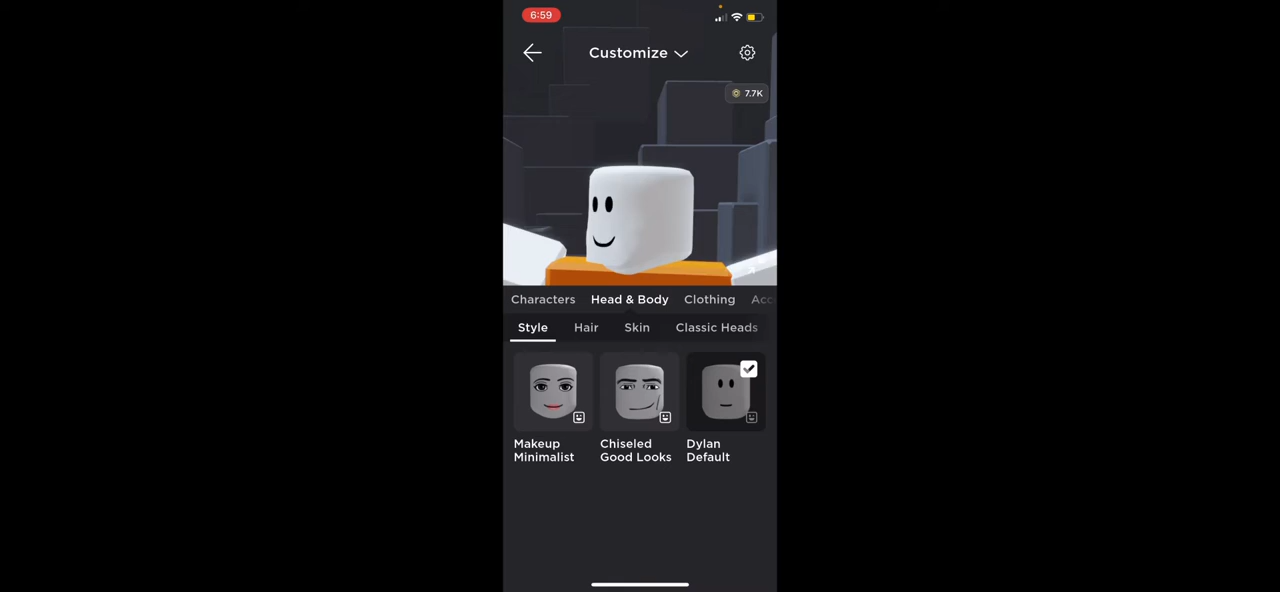 6:59
Customize
7.7K
Characters Head & Body Clothing Acc
Style Hair Skin Classic Heads
Makeup Minimalist
Chiseled Good Looks
Dylan Default